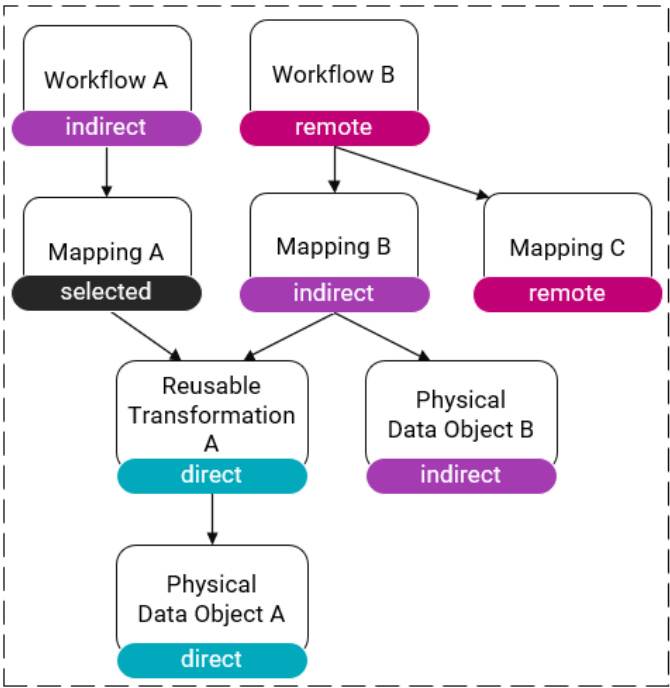 Workflow A
indirect
Workflow B
remote
Mapping A
selected
Mapping B
indirect
Mapping C
remote
Reusable
Transformation
A
direct
Physical
Data Object B
indirect
Physical
Data Object A
direct